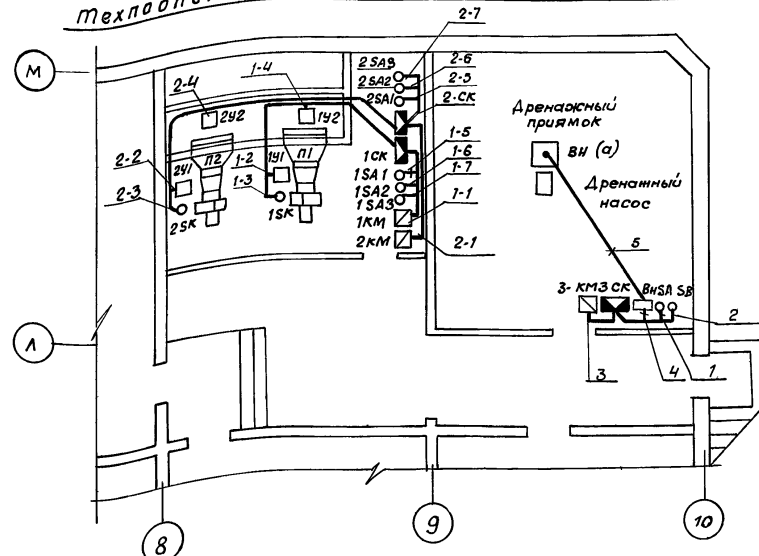 Техподпо
М
2SA3
2-7
2SA2
2-6
2SA1
2-5
2-СК
2-4
1-4
2У2
1У2
Дренажный
приямок
ВН (а)
1СК
1-5
П2
П1
2-2
2У1
1-2
1У1
1SA1
1-6
1SA2
1-7
Дренажный
насос
2-3
1-3
1SA3
2SK
1SK
1КМ
1-1
2КМ
2-1
5
3-КМ3СК
ВНSA SB
2
Л
3
4
1
8
9
10